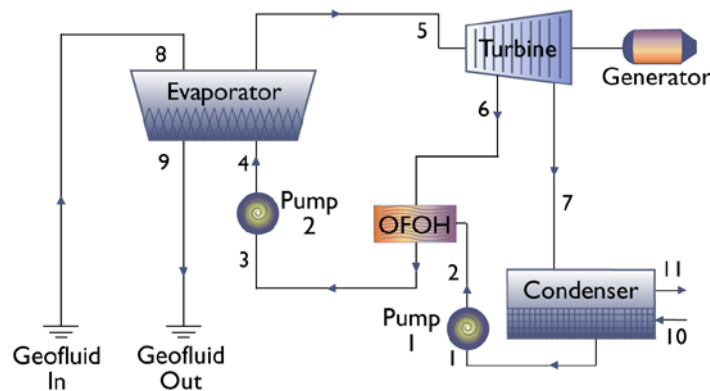 8
5
Turbine
Generator
Evaporator
6
9
4
Pump
2
OFOH
7
3
2
11
Condenser
Pump
1
10
1
Geofluid
In
Geofluid
Out